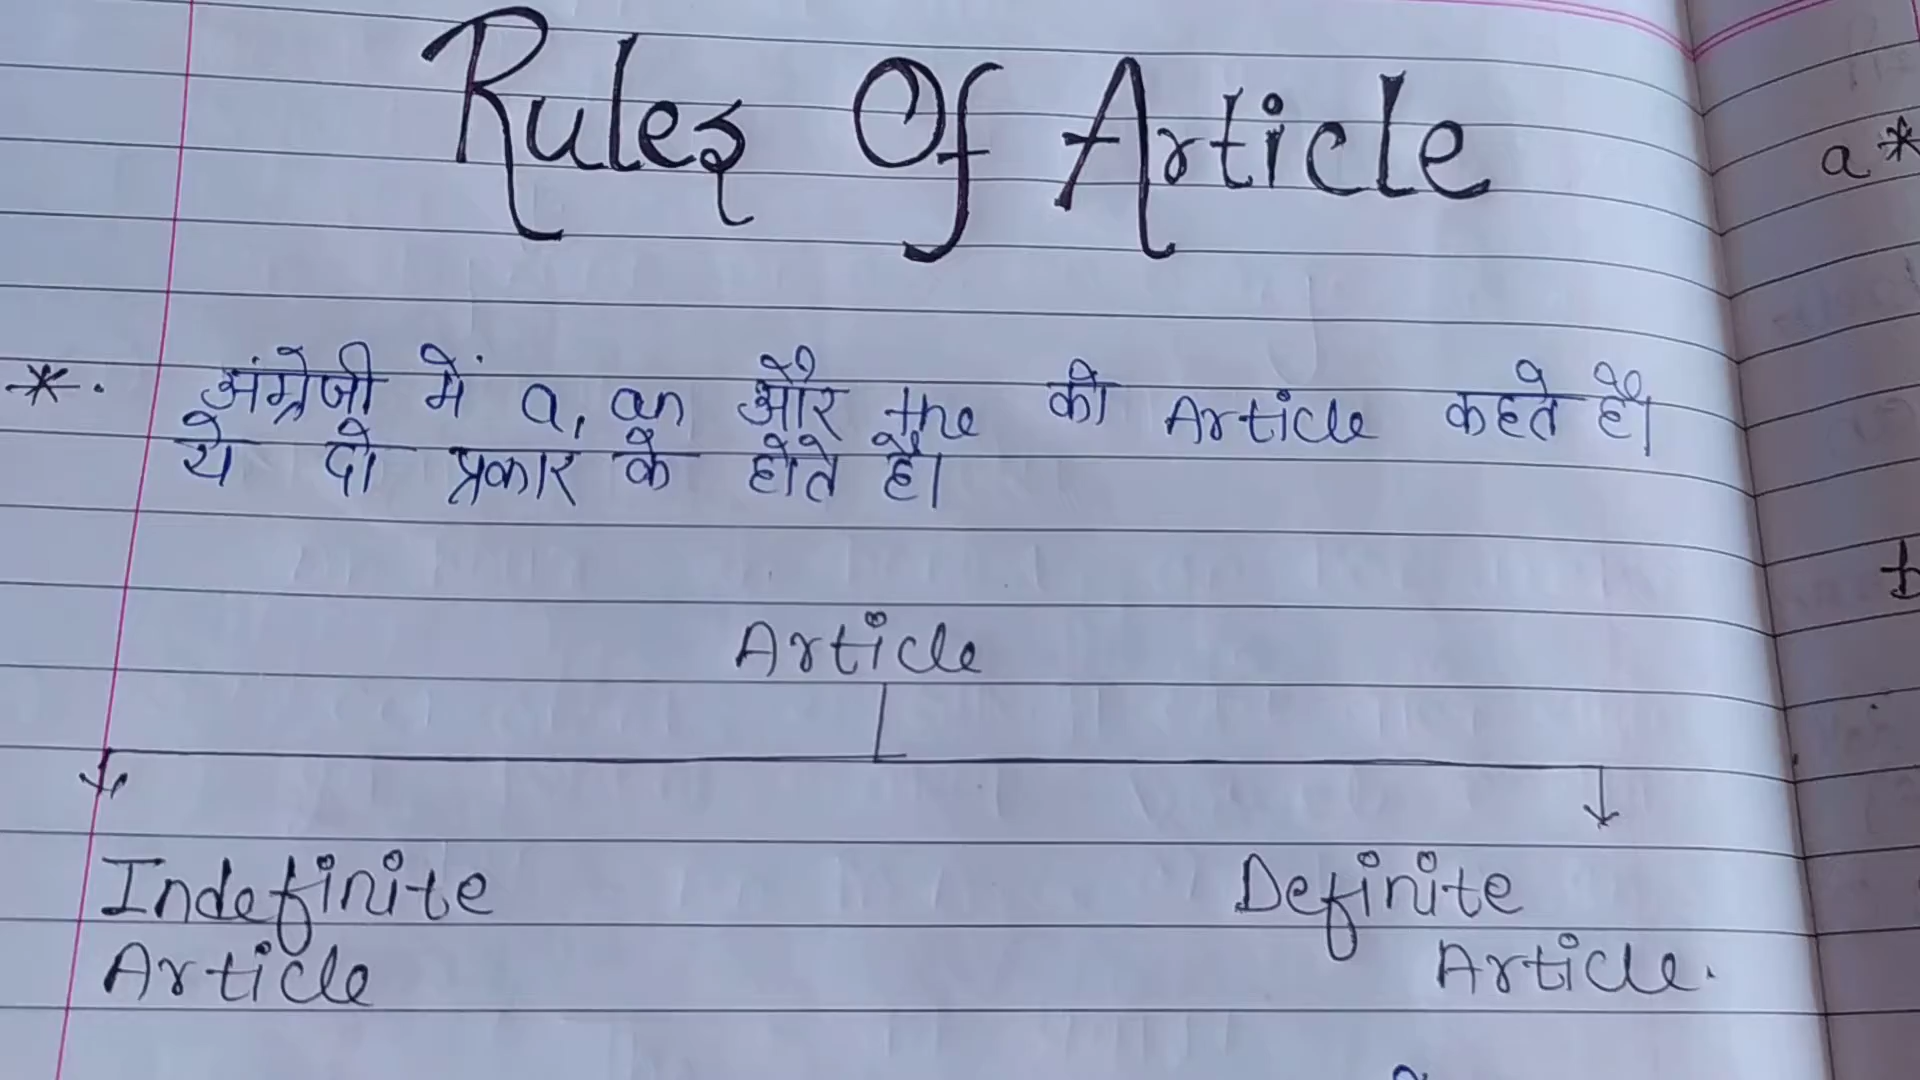 Rules Of Article
a*
*. अंग्रेजी में a, an और the को Article कहते है।
ये दो प्रकार के होते है।
Article
Indefinite Definite
Article Article.